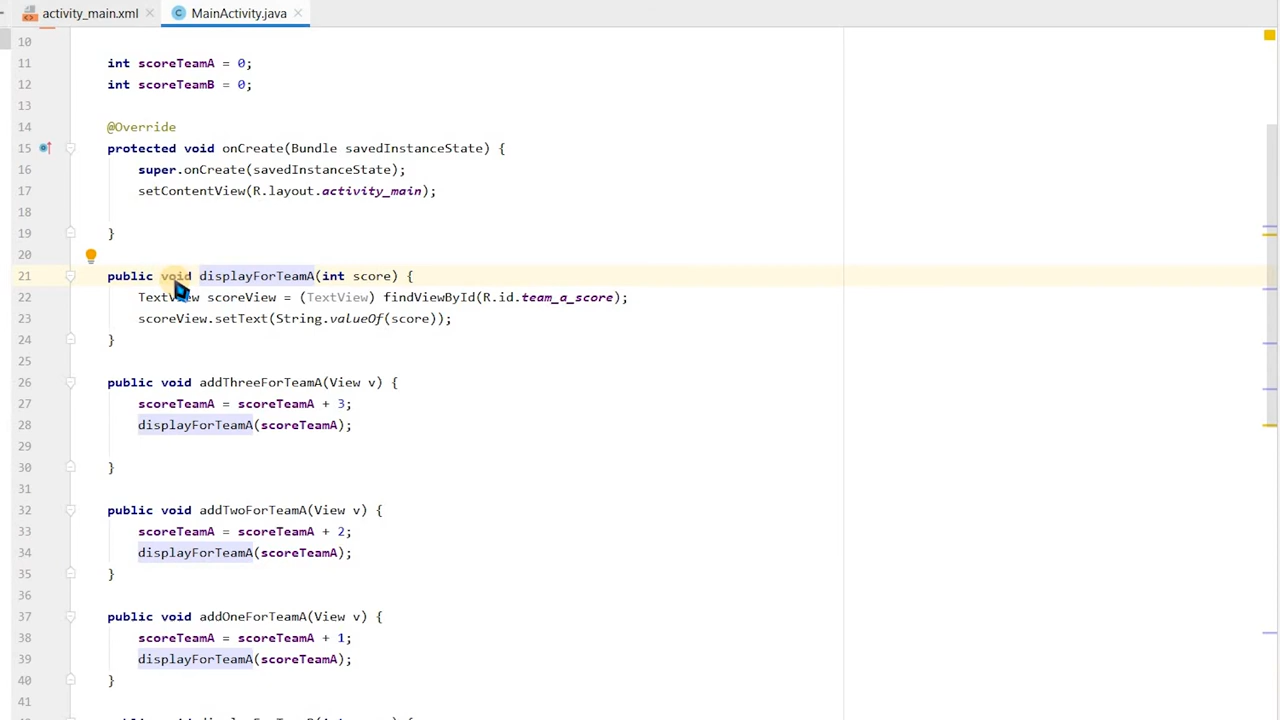 activity_main.xml MainActivity.java
10
11 int scoreTeamA = 0;
12 int scoreTeamB = 0;
13
14 @Override
15 protected void onCreate(Bundle savedInstanceState) {
16 super.onCreate(savedInstanceState);
17 setContentView(R.layout.activity_main);
18
19 }
20
21 public void displayForTeamA(int score) {
22 TextView scoreView = (TextView) findViewById(R.id.team_a_score);
23 scoreView.setText(String.valueOf(score));
24 }
25
26 public void addThreeForTeamA(View v) {
27 scoreTeamA = scoreTeamA + 3;
28 displayForTeamA(scoreTeamA);
29
30 }
31
32 public void addTwoForTeamA(View v) {
33 scoreTeamA = scoreTeamA + 2;
34 displayForTeamA(scoreTeamA);
35 }
36
37 public void addOneForTeamA(View v) {
38 scoreTeamA = scoreTeamA + 1;
39 displayForTeamA(scoreTeamA);
40 }
41